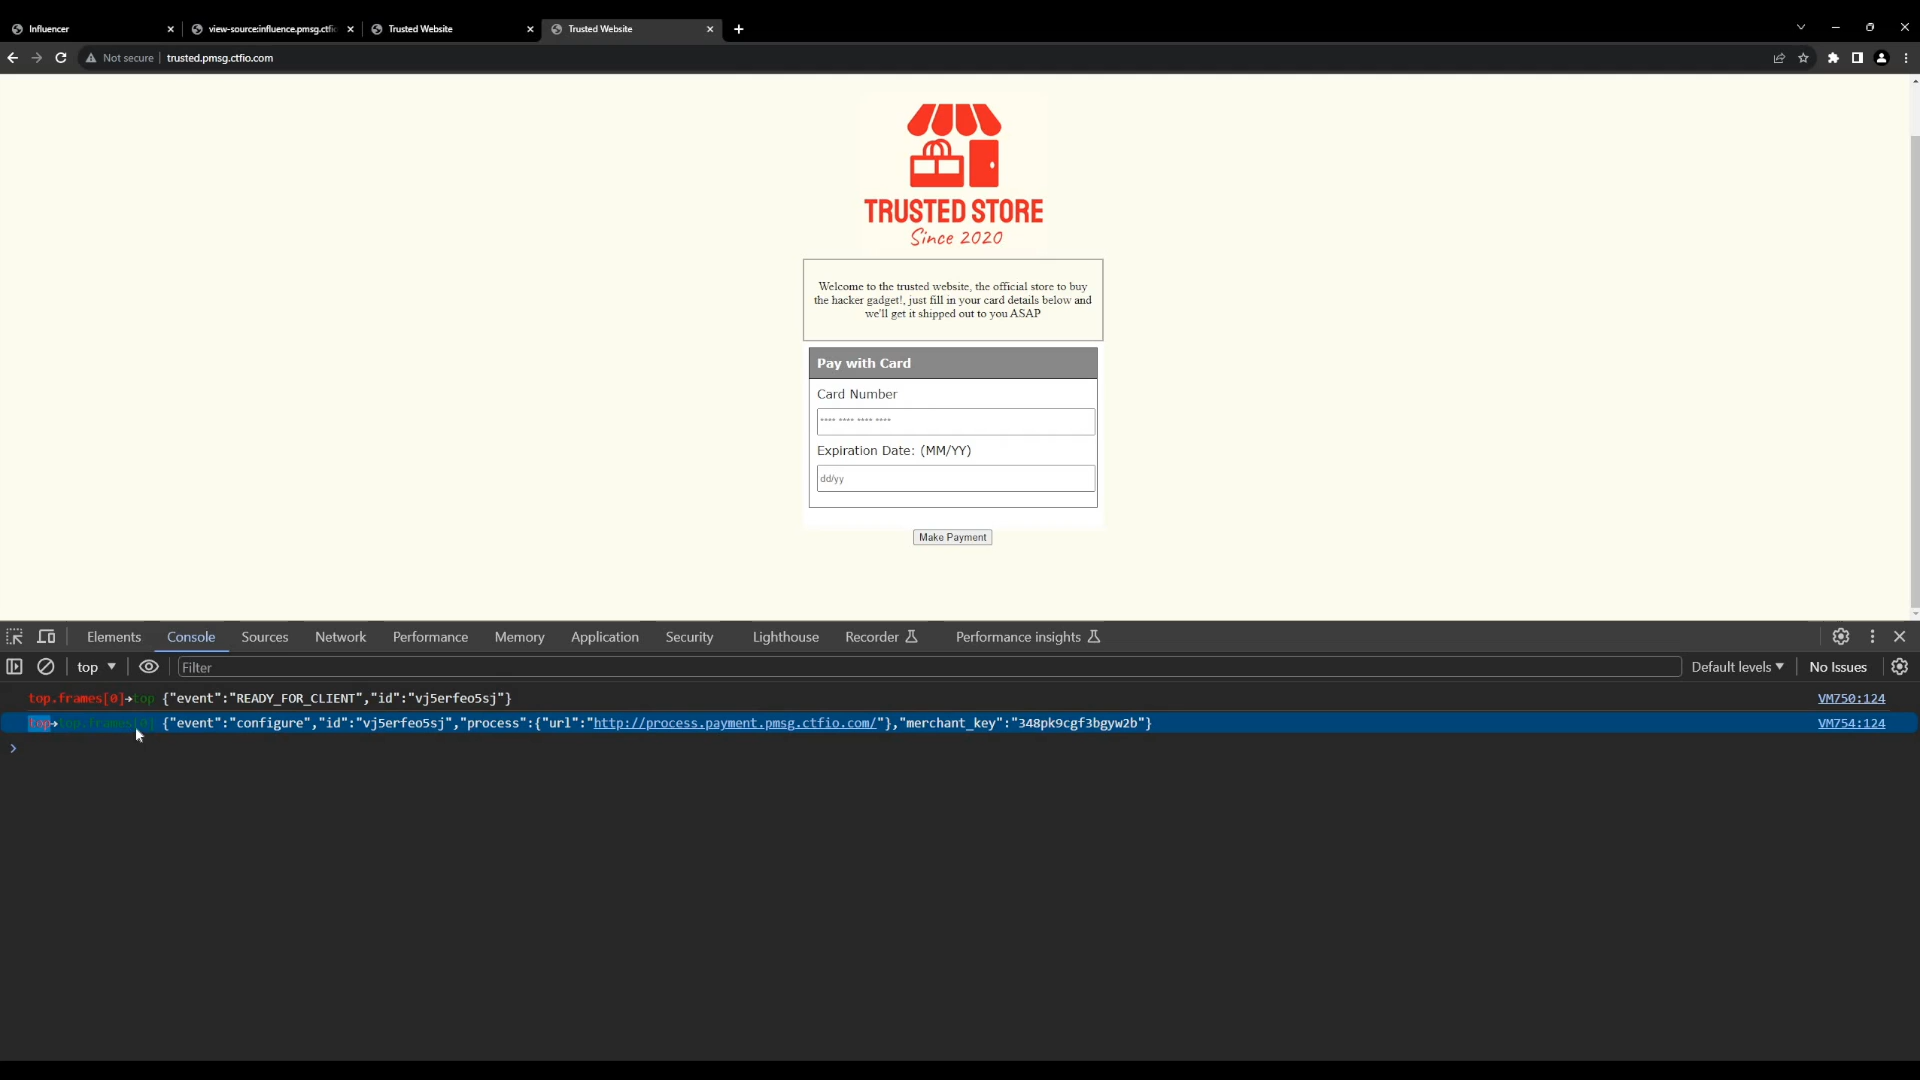 Influencer
view-source:influence.pmsg.ctfi
Trusted Website
Trusted Website
Not secure
trusted.pmsg.ctfio.com
TRUSTED STORE
Since 2020
Welcome to the trusted website, the official store to buy
the hacker gadget!, just fill in your card details below and
we'll get it shipped out to you ASAP
Pay with Card
Card Number
**** **** **** ****
Expiration Date: (MM/YY)
dd/yy
Make Payment
Elements
Console
Sources
Network
Performance
Memory
Application
Security
Lighthouse
Recorder
Performance insights
top
Filter
Default levels
No Issues
top.frames[0]→top {"event":"READY_FOR_CLIENT","id":"vj5erfeo5sj"}
VM750:124
top→top.frames[0] {"event":"configure","id":"vj5erfeo5sj","process":{"url":"http://process.payment.pmsg.ctfio.com/"},"merchant_key":"348pk9cgf3bgyw2b"}
VM754:124